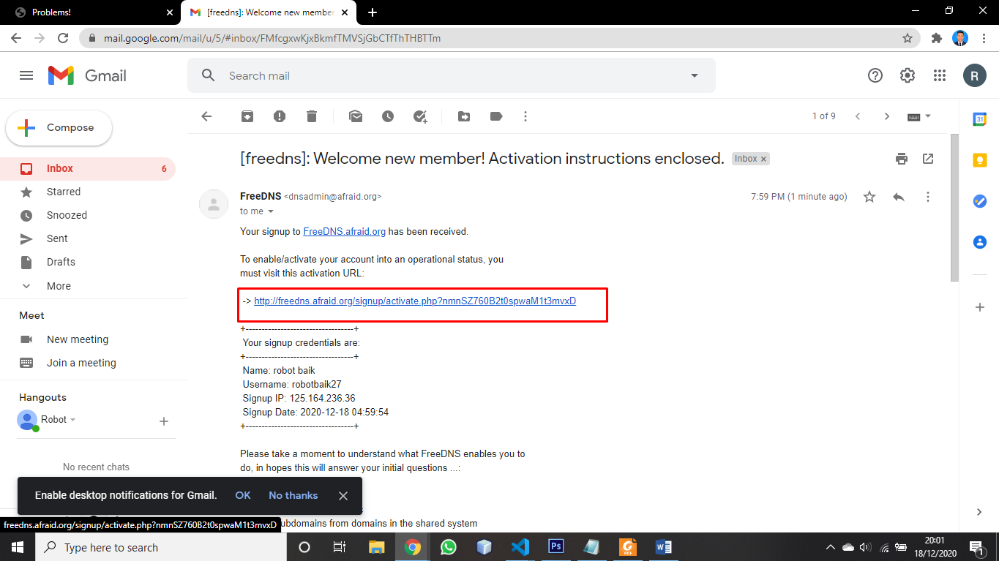 Problems!
[freedns]: Welcome new member
mail.google.com/mail/u/5/#inbox/FMfcgxwKjxBkmfTMVSjGbCTfThTHBTTm
Gmail
Search mail
R
Compose
1 of 9
31
[freedns]: Welcome new member! Activation instructions enclosed.
Inbox x
Inbox 6
Starred
Snoozed
Sent
Drafts
More
FreeDNS <dnsadmin@afraid.org>
7:59 PM (1 minute ago)
to me
Your signup to FreeDNS.afraid.org has been received.
To enable/activate your account into an operational status, you
must visit this activation URL:
-> http://freedns.afraid.org/signup/activate.php?nmnSZ760B2t0spwaM1t3mvxD
+----------------------------------+
Your signup credentials are:
+----------------------------------+
Name: robot baik
Username: robotbaik27
Signup IP: 125.164.236.36
Signup Date: 2020-12-18 04:59:54
+----------------------------------+
Please take a moment to understand what FreeDNS enables you to
do, in hopes this will answer your initial questions ...:
Meet
New meeting
Join a meeting
Hangouts
Robot
No recent chats
Enable desktop notifications for Gmail. OK No thanks
freedns.afraid.org/signup/activate.php?nmnSZ760B2t0spwaM1t3mvxD
ubdomains from domains in the shared system
Type here to search
Ps
PDF
W
20:01
18/12/2020
1